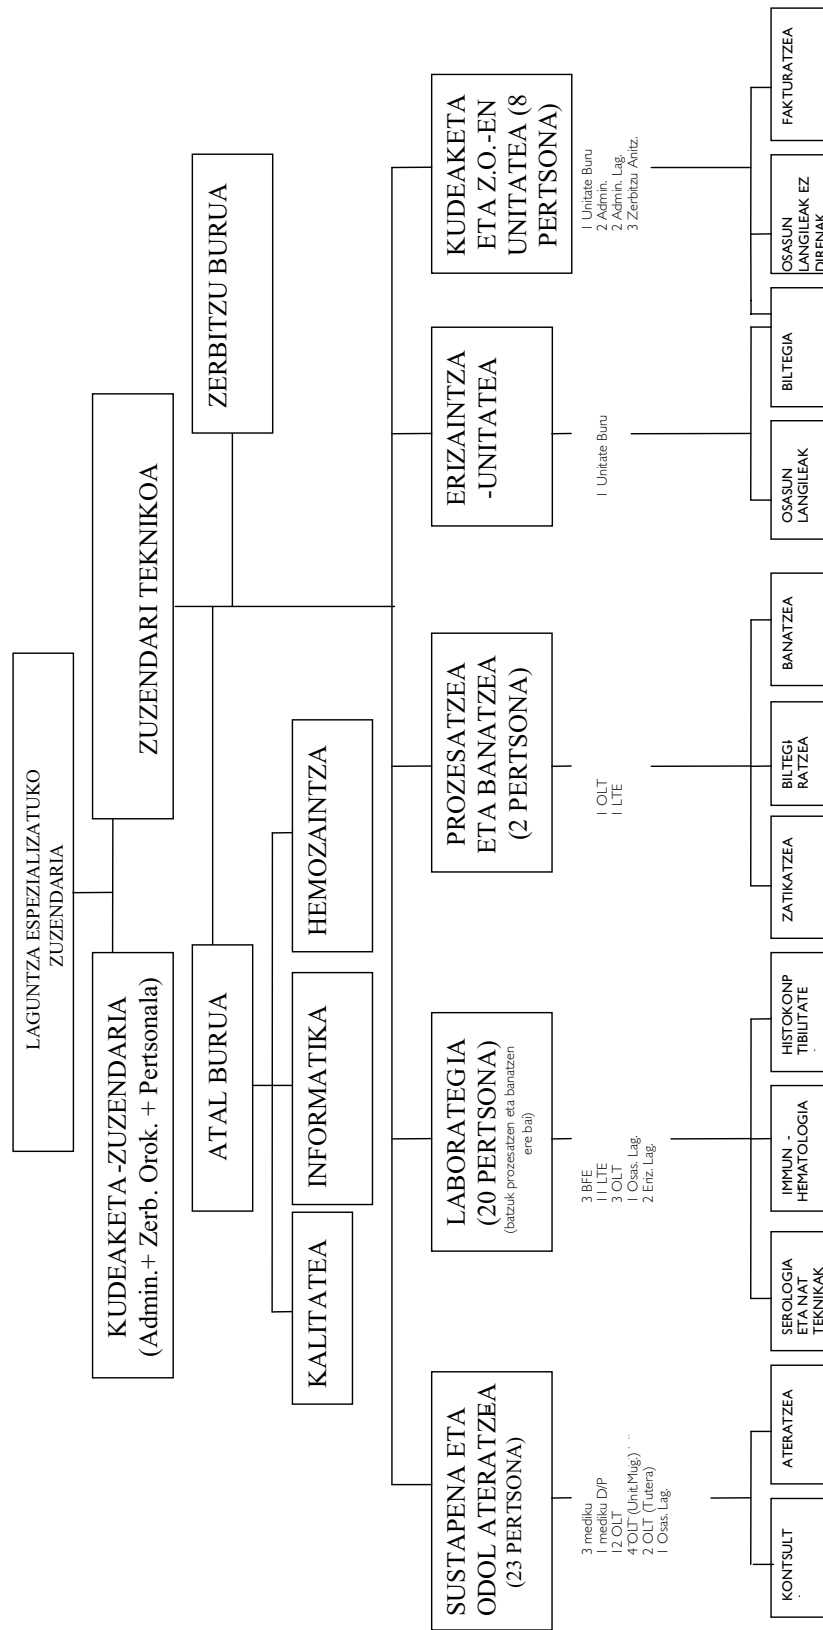 LAGUNTZA ESPEZIALIZATUKO
ZUZENDARIA
KUDEAKETA -ZUZENDARIA
(Admin.+ Zerb. Orok. + Pertsonala)
ZUZENDARI TEKNIKOA
ATAL BURUA
ZERBITZU BURUA
KALITATEA
INFORMATIKA
HEMOZAINTZA
SUSTAPENA ETA
ODOL ATERATZEA
(23 PERTSONA)
3 mediku
1 mediku D/P
12 OLT
4 OLT (Unit.Mug.)
2 OLT (Tutera)
1 Osas. Lag.
LABORATEGIA
(20 PERTSONA)
(batzuk prozesatzen eta banatzen
ere bai)
3 BFE
11 LTE
3 OLT
1 Osas. Lag.
2 Eriz. Lag.
PROZESATZEA
ETA BANATZEA
(2 PERTSONA)
1 OLT
1 LTE
ERIZAINTZA
-UNITATEA
1 Unitate Buru
KUDEAKETA
ETA Z.O.-EN
UNITATEA (8
PERTSONA)
1 Unitate Buru
2 Admin.
2 Admin. Lag.
3 Zerbitzu Anitz.
KONTSULT
ATERATZEA
SEROLOGIA
ETA NAT
TEKNIKAK
IMMUN -
HEMATOLOGIA
HISTOKONP
TIBILITATE
ZATIKATZEA
BILTEGI-
RATZEA
BANATZEA
OSASUN
LANGILEAK
BILTEGIA
OSASUN
LANGILEAK EZ
DIRENAK
FAKTURATZEA